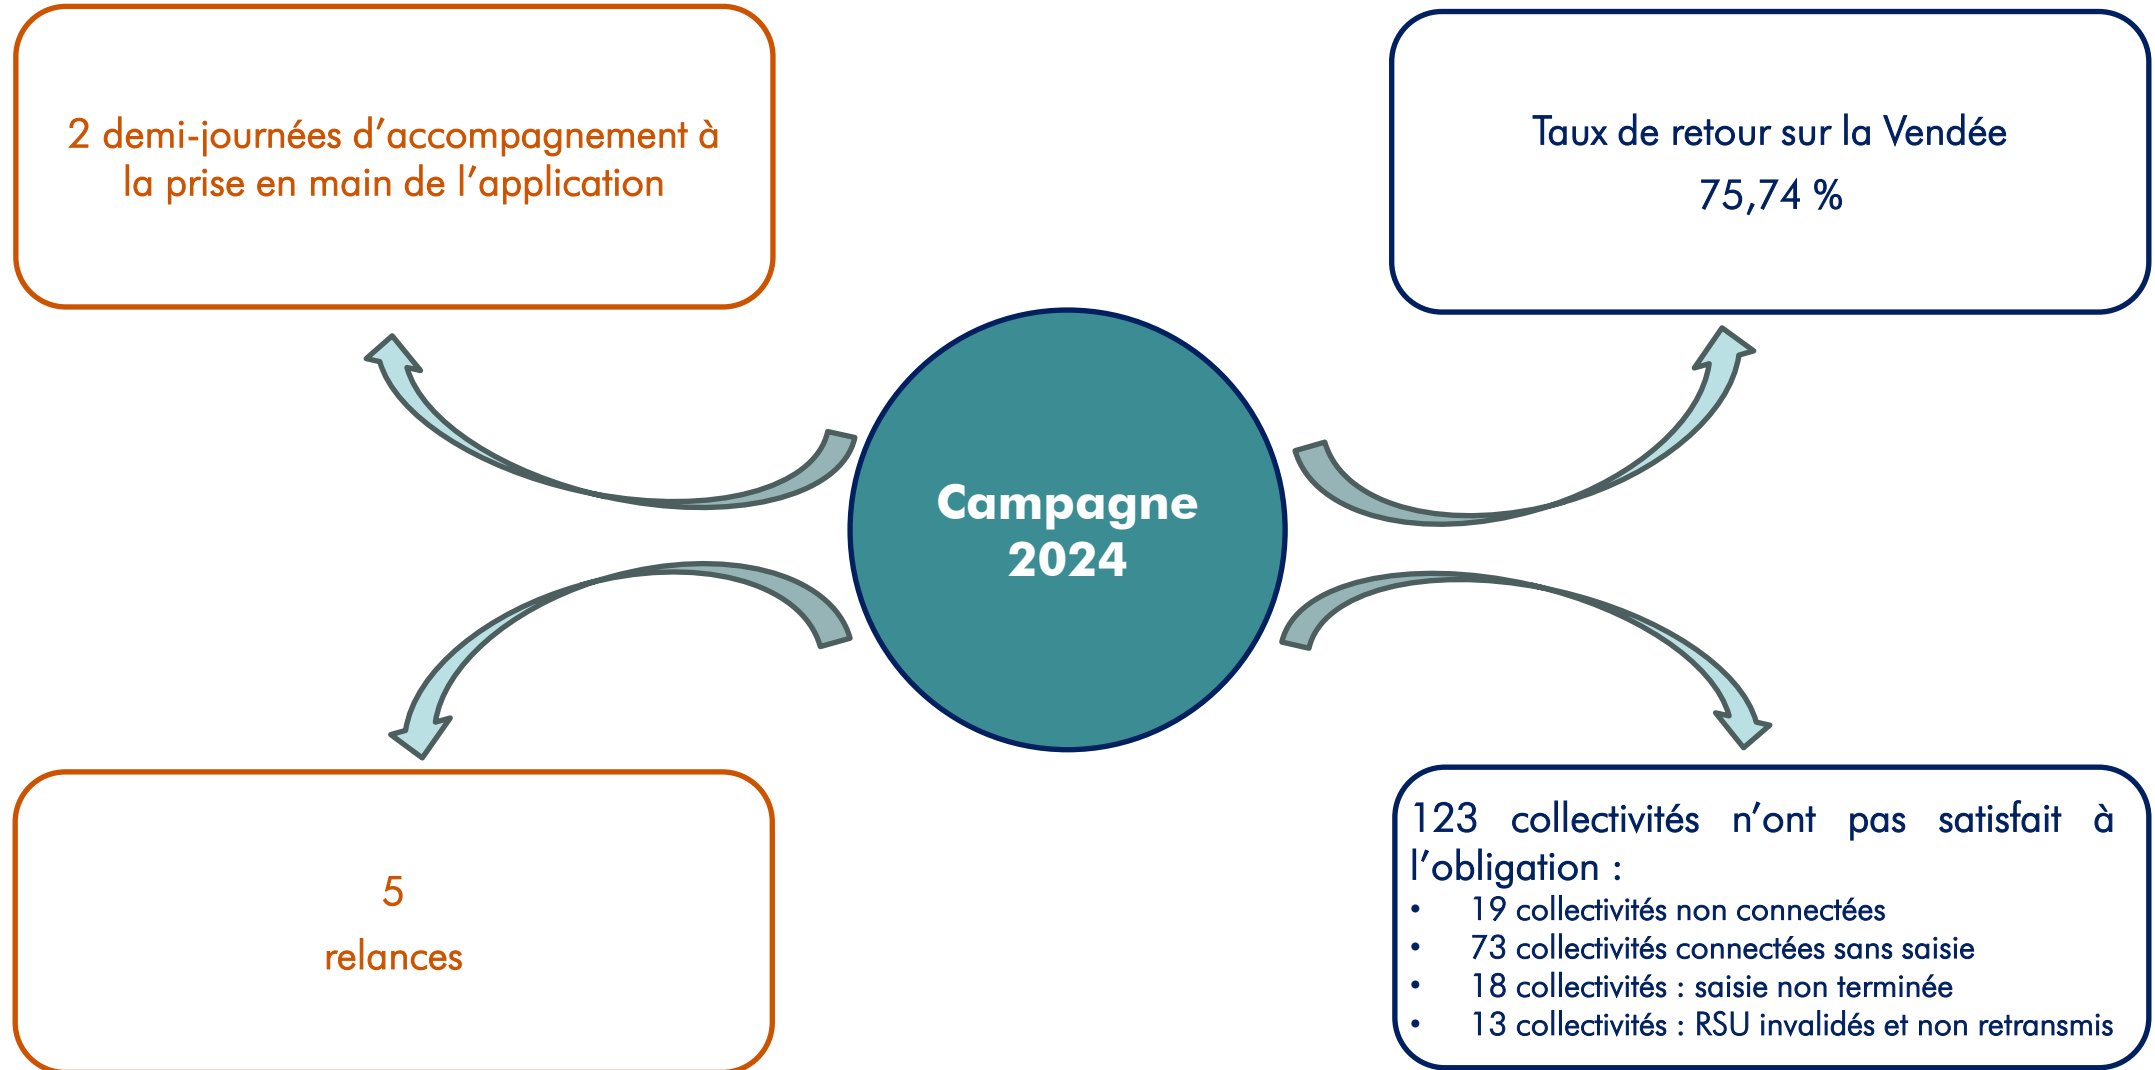 2 demi-journées d’accompagnement à
la prise en main de l’application
Taux de retour sur la Vendée
75,74 %
Campagne
2024
5
relances
123 collectivités n’ont pas satisfait à
l’obligation :
• 19 collectivités non connectées
• 73 collectivités connectées sans saisie
• 18 collectivités : saisie non terminée
• 13 collectivités : RSU invalidés et non retransmis